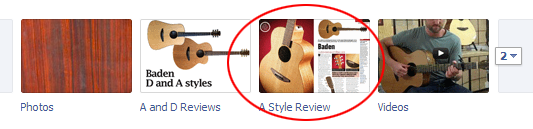 Baden
D and A styles
Baden
2
Photos
A and D Reviews
A Style Review
Videos